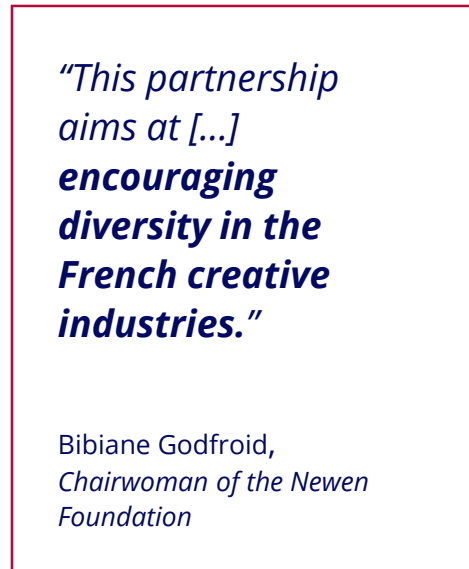 “This partnership
aims at […]
encouraging
diversity in the
French creative
industries.”
Bibiane Godfroid,
Chairwoman of the Newen
Foundation